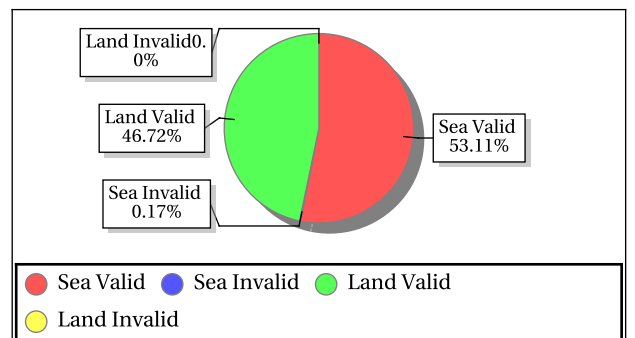 Land Invalid0.
0%
Land Valid
46.72%
Sea Valid
53.11%
Sea Invalid
0.17%
Sea Valid Sea Invalid Land Valid
Land Invalid